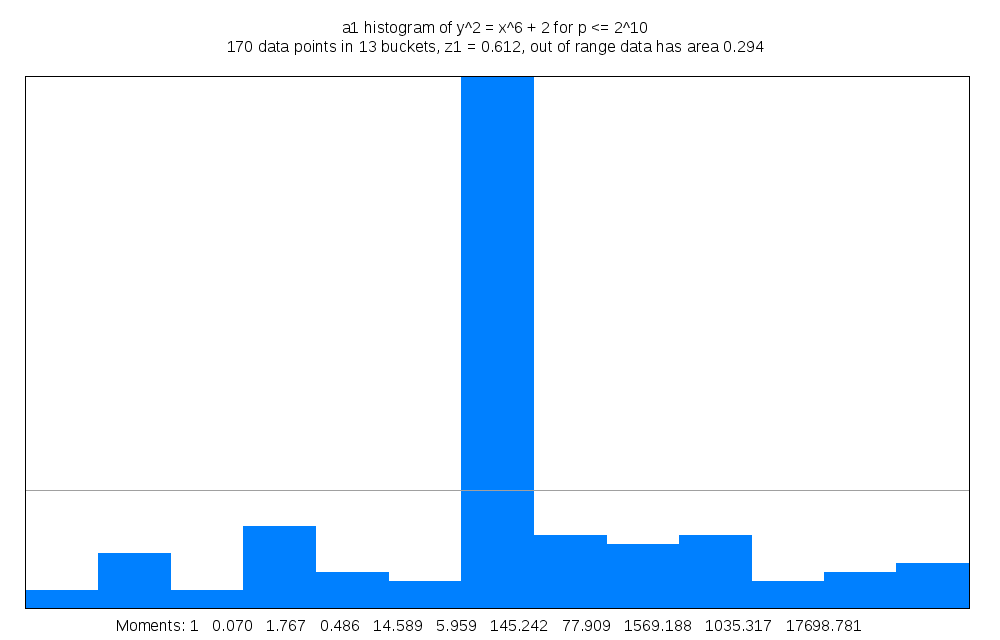 a1 histogram of y^2 = x^6 + 2 for p <= 2^10
170 data points in 13 buckets, z1 = 0.612, out of range data has area 0.294
Moments: 1 0.070 1.767 0.486 14.589 5.959 145.242 77.909 1569.188 1035.317 17698.781